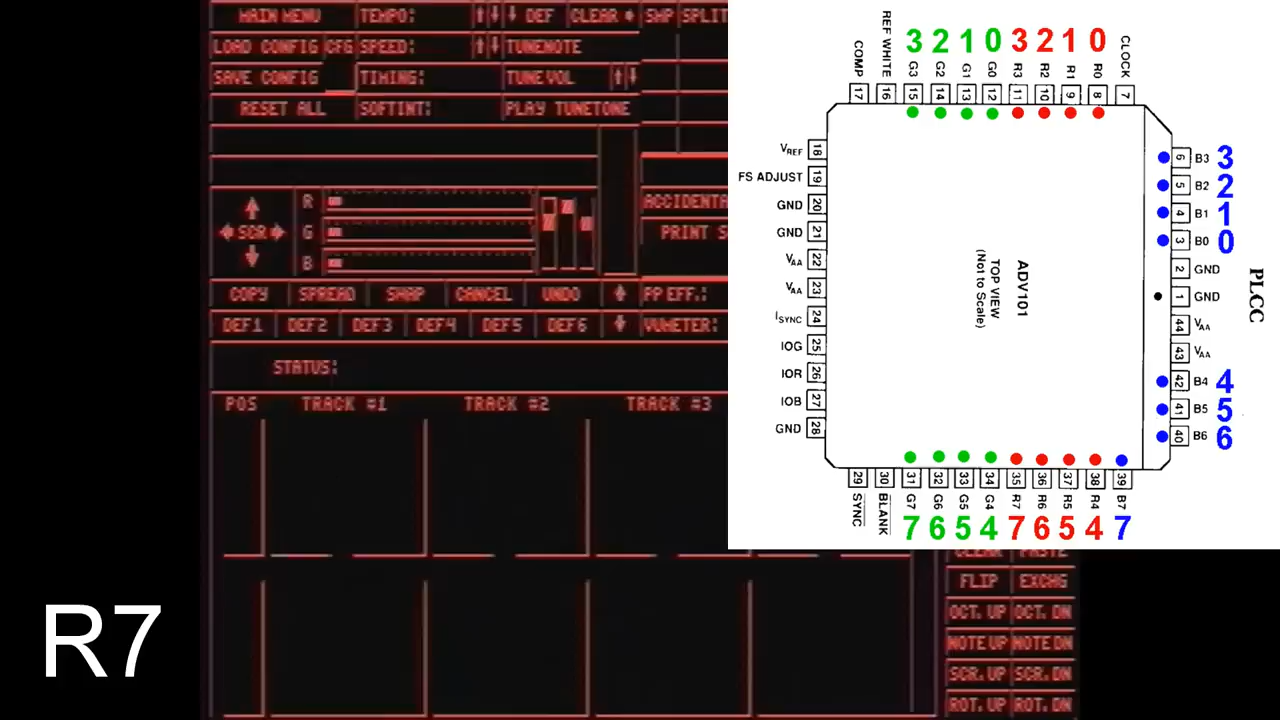 MAIN MENU TEMPO: DEF CLEAR SWP SPLIT
LOAD CONFIG CFG SPEED: TUNENOTE
SAVE CONFIG TIMING: TUNEVOL
RESET ALL SOFTINT: PLAY TUNETONE
R
G
B
SCR
ACCIDENTA
PRINT S
COPY SPREAD SWAP CANCEL UNDO FP EFF.:
DEF1 DEF2 DEF3 DEF4 DEF5 DEF6 VUMETER:
STATUS:
POS TRACK #1 TRACK #2 TRACK #3
CLEAR PASTE
FLIP EXCHG
OCT. UP OCT. DN
NOTE UP NOTE DN
SCR. UP SCR. DN
ROT. UP ROT. DN
R7
3 2 1 0 3 2 1 0
COMP REF WHITE G3 G2 G1 G0 R3 R2 R1 R0 CLOCK
17 16 15 14 13 12 11 10 9 8 7
VREF 18
FS ADJUST 19
GND 20
GND 21
VAA 22
VAA 23
ISYNC 24
IOG 25
IOR 26
IOB 27
GND 28
ADV101
TOP VIEW
(Not to Scale)
6 B3 3
5 B2 2
4 B1 1
3 B0 0
2 GND
1 GND
44 VAA
43 VAA
42 B4 4
41 B5 5
40 B6 6
PLCC
29 30 31 32 33 34 35 36 37 38 39
SYNC BLANK G7 G6 G5 G4 R7 R6 R5 R4 B7
7 6 5 4 7 6 5 4 7